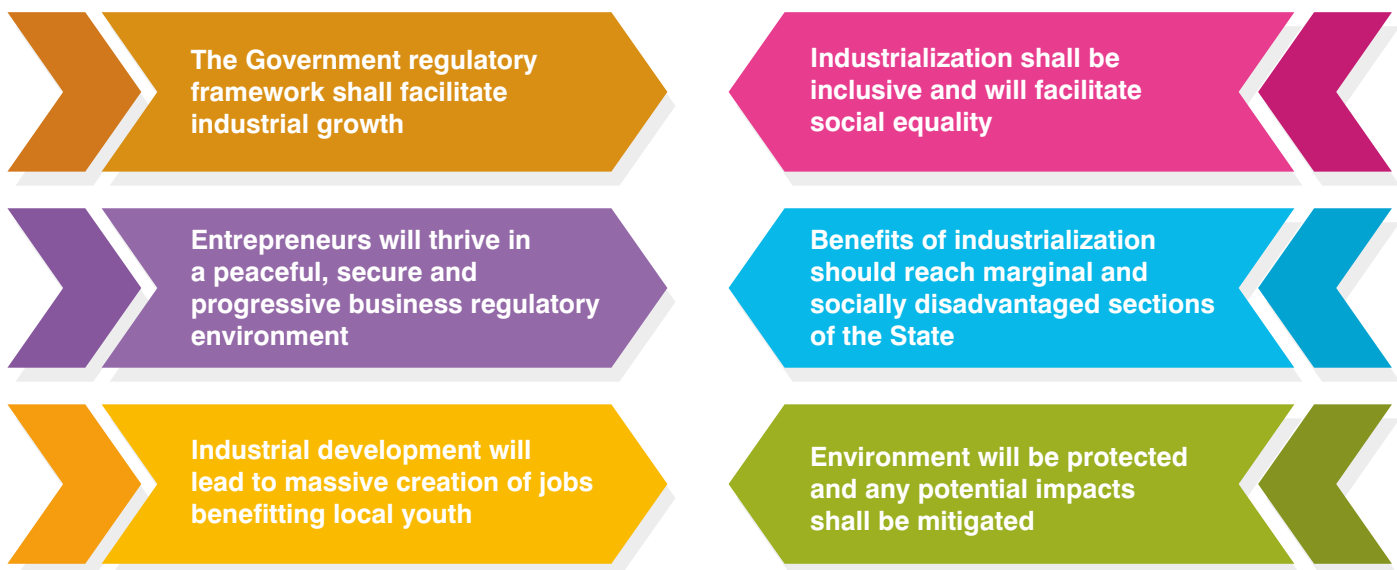 The Government regulatory
framework shall facilitate
industrial growth
Industrialization shall be
inclusive and will facilitate
social equality
Entrepreneurs will thrive in
a peaceful, secure and
progressive business regulatory
environment
Benefits of industrialization
should reach marginal and
socially disadvantaged sections
of the State
Industrial development will
lead to massive creation of jobs
benefitting local youth
Environment will be protected
and any potential impacts
shall be mitigated